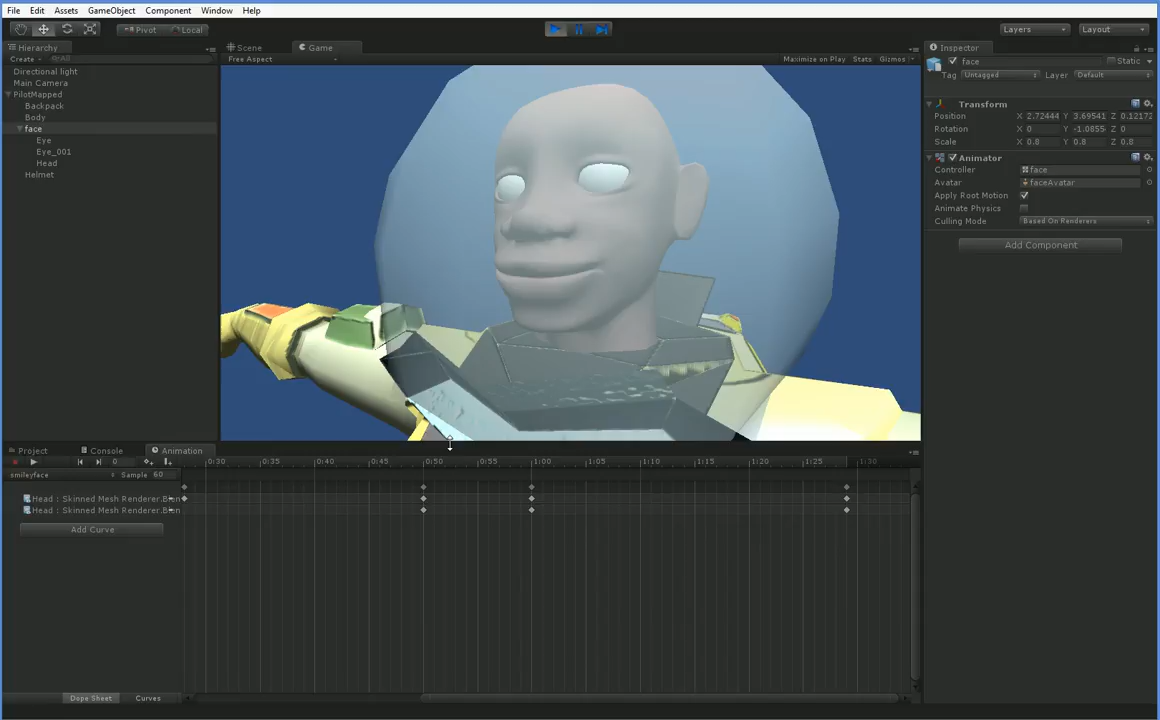 File Edit Assets GameObject Component Window Help
Pivot Local Layers Layout
Hierarchy Scene Game Inspector
Create All Free Aspect Maximize on Play Stats Gizmos face Static
Directional light Tag Untagged Layer Default
Main Camera
PilotMapped
Backpack Transform
Body Position X 2.72444 Y 3.69541 Z 0.12172
face Rotation X 0 Y -1.0855 Z 0
Eye Scale X 0.8 Y 0.8 Z 0.8
Eye_001 Animator
Head Controller face
Helmet Avatar faceAvatar
Apply Root Motion
Animate Physics
Culling Mode Based On Renderers
Add Component
Project Console Animation
0 0:30 0:35 0:40 0:45 0:50 0:55 1:00 1:05 1:10 1:15 1:20 1:25 1:30
smileyface Sample 60
Head : Skinned Mesh Renderer.
Head : Skinned Mesh Renderer.
Add Curve
Dope Sheet Curves